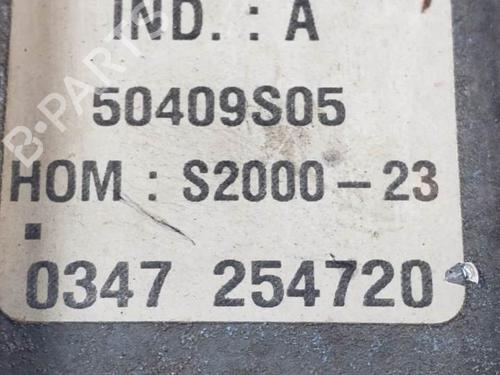 IND. : A
50409S05
HOM : S2000-23
0347 254720
B-PARTS